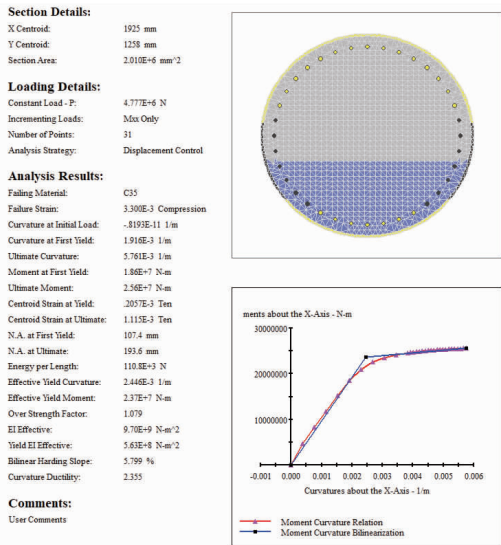 Section Details:
X Centroid: 1925 mm
Y Centroid: 1258 mm
Section Area: 2.010E+6 mm^2
Loading Details:
Constant Load - P: 4.777E+6 N
Incrementing Loads: Mxx Only
Number of Points: 31
Analysis Strategy: Displacement Control
Analysis Results:
Failing Material: C35
Failure Strain: 3.300E-3 Compression
Curvature at Initial Load: -.8193E-11 1/m
Curvature at First Yield: 1.916E-3 1/m
Ultimate Curvature: 5.761E-3 1/m
Moment at First Yield: 1.86E+7 N-m
Ultimate Moment: 2.56E+7 N-m
Centroid Strain at Yield: .2057E-3 Ten
Centroid Strain at Ultimate: 1.115E-3 Ten
N.A. at First Yield: 107.4 mm
N.A. at Ultimate: 193.6 mm
Energy per Length: 110.8E+3 N
Effective Yield Curvature: 2.446E-3 1/m
Effective Yield Moment: 2.37E+7 N-m
Over Strength Factor: 1.079
EI Effective: 9.70E+9 N-m^2
Yield EI Effective: 5.63E+8 N-m^2
Bilinear Harding Slope: 5.799 %
Curvature Ductility: 2.355
Comments:
User Comments
ments about the X-Axis - N-m
30000000
20000000
10000000
-0.001 0.000 0.001 0.002 0.003 0.004 0.005 0.006
Curvatures about the X-Axis - 1/m
Moment Curvature Relation
Moment Curvature Bilinearization